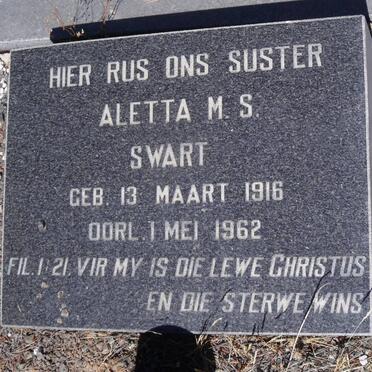 HIER RUS ONS SUSTER
ALETTA M. S.
SWART
GEB. 13 MAART 1916
OORL. 1 MEI 1962
FIL. 1:21. VIR MY IS DIE LEWE CHRISTUS
EN DIE STERWE WINS